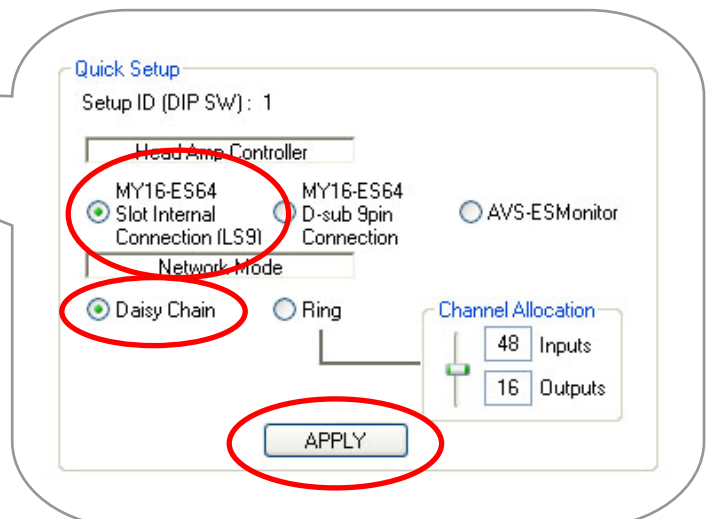 Quick Setup
Setup ID (DIP SW) : 1
Head Amp Controller
MY16-ES64
Slot Internal
Connection (LS9)
MY16-ES64
D-sub 9pin
Connection
AVS-ESMonitor
Network Mode
Daisy Chain
Ring
Channel Allocation
48 Inputs
16 Outputs
APPLY